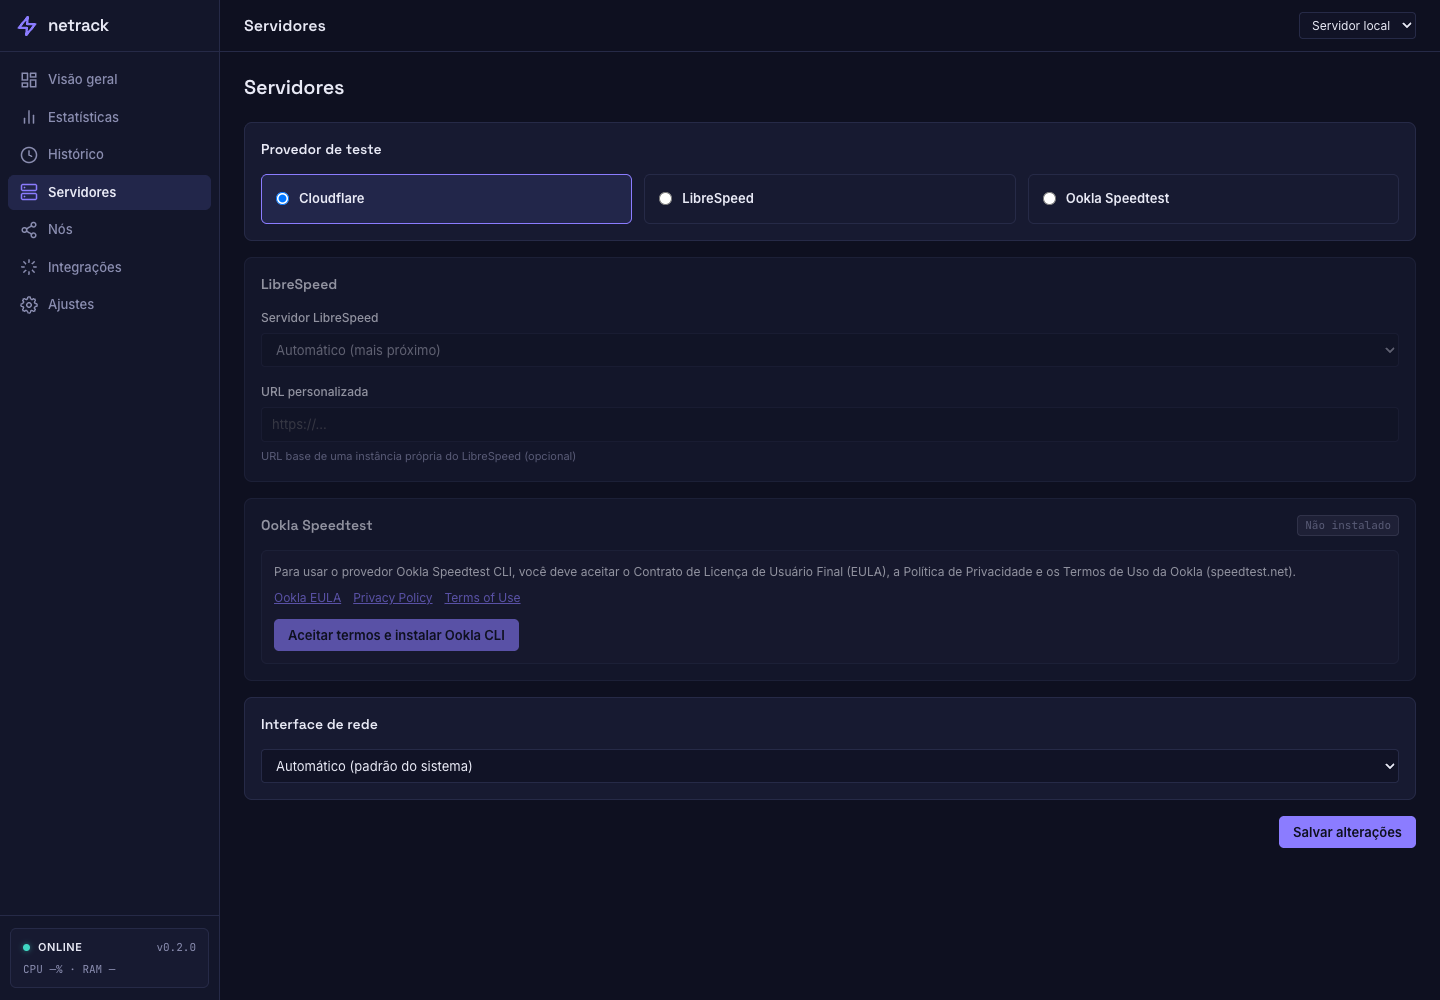 netrack
Servidores
Servidor local
Visão geral
Estatísticas
Histórico
Servidores
Nós
Integrações
Ajustes
Servidores
Provedor de teste
Cloudflare
LibreSpeed
Ookla Speedtest
LibreSpeed
Servidor LibreSpeed
Automático (mais próximo)
URL personalizada
https://...
URL base de uma instância própria do LibreSpeed (opcional)
Ookla Speedtest
Não instalado
Para usar o provedor Ookla Speedtest CLI, você deve aceitar o Contrato de Licença de Usuário Final (EULA), a Política de Privacidade e os Termos de Uso da Ookla (speedtest.net).
Ookla EULA Privacy Policy Terms of Use
Aceitar termos e instalar Ookla CLI
Interface de rede
Automático (padrão do sistema)
Salvar alterações
ONLINE v0.2.0
CPU —% · RAM —